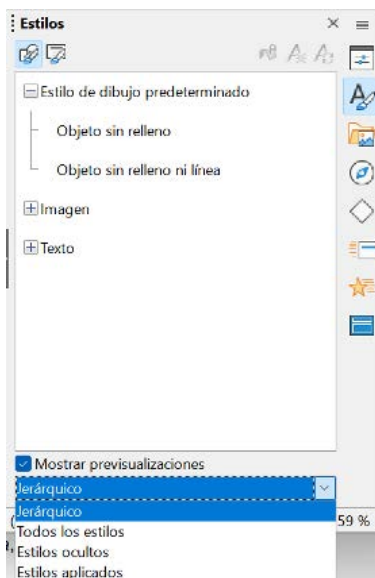 Estilos
Estilo de dibujo predeterminado
Objeto sin relleno
Objeto sin relleno ni línea
Imagen
Texto
Mostrar previsualizaciones
Jerárquico
Jerárquico
59 %
Todos los estilos
Estilos ocultos
Estilos aplicados